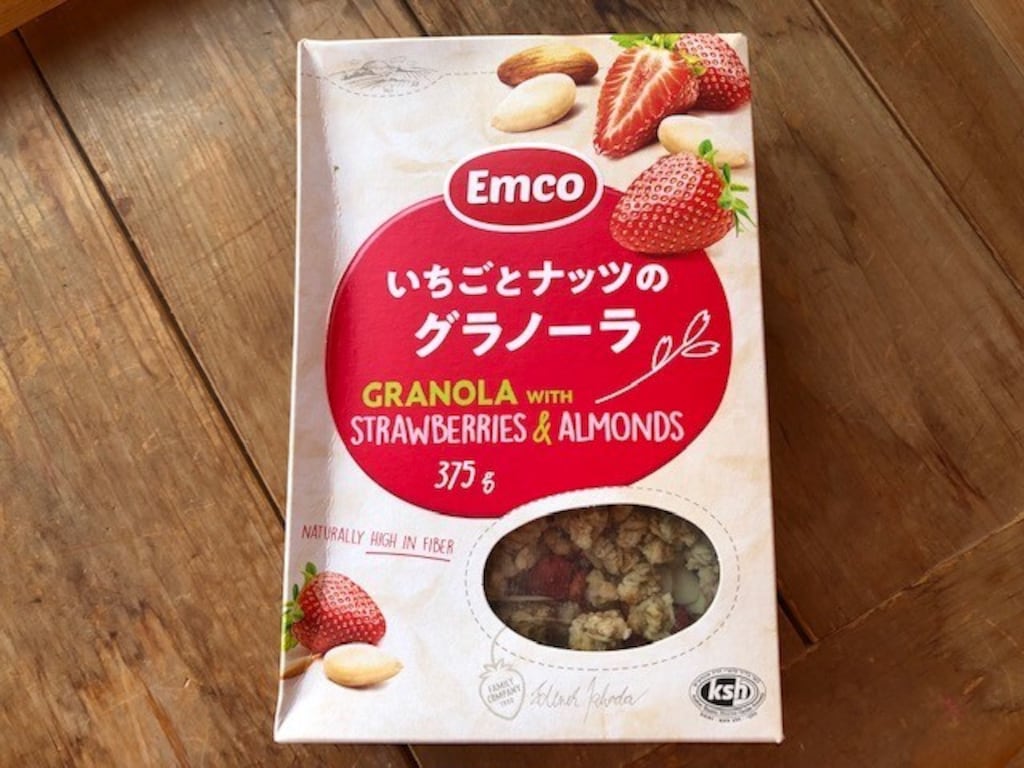 Emco
いちごとナッツの
グラノーラ
GRANOLA WITH
STRAWBERRIES & ALMONDS
375 g
NATURALLY HIGH IN FIBER
FAMILY
COMPANY
ksh